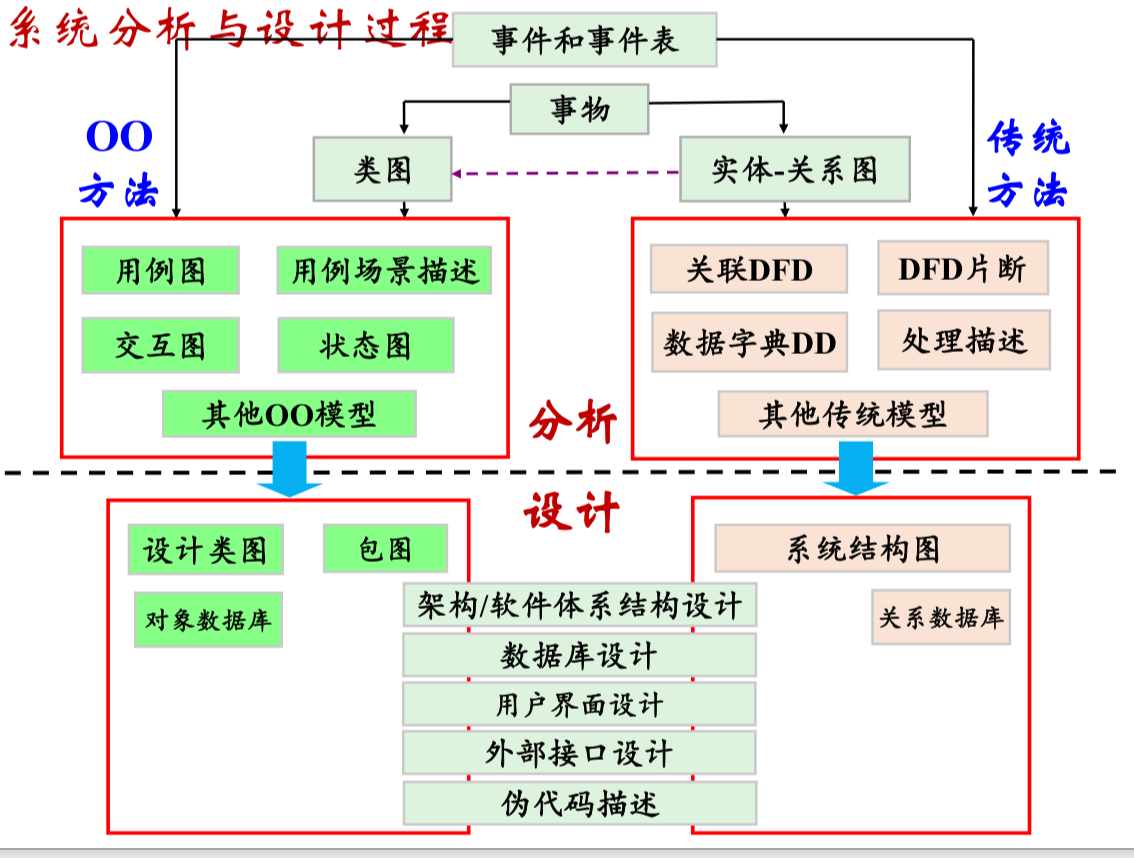 系统分析与设计过程
事件和事件表
事物
OO
方法
传统
方法
类图
实体-关系图
用例图
用例场景描述
交互图
状态图
其他OO模型
关联DFD
DFD片断
数据字典DD
处理描述
其他传统模型
分析
设计
设计类图
包图
对象数据库
系统结构图
关系数据库
架构/软件体系结构设计
数据库设计
用户界面设计
外部接口设计
伪代码描述